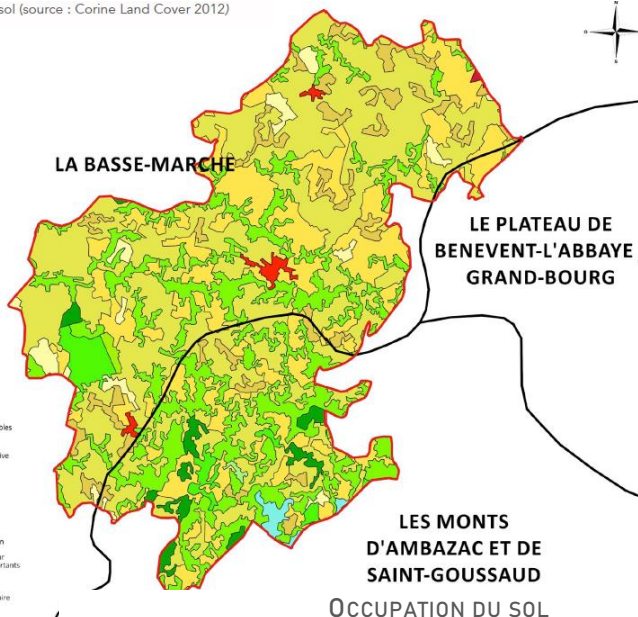 sol (source : Corine Land Cover 2012)
N
LA BASSE-MARCHE
LE PLATEAU DE
BENEVENT-L'ABBAYE
GRAND-BOURG
LES MONTS
D'AMBAZAC ET DE
SAINT-GOUSSAUD
OCCUPATION DU SOL